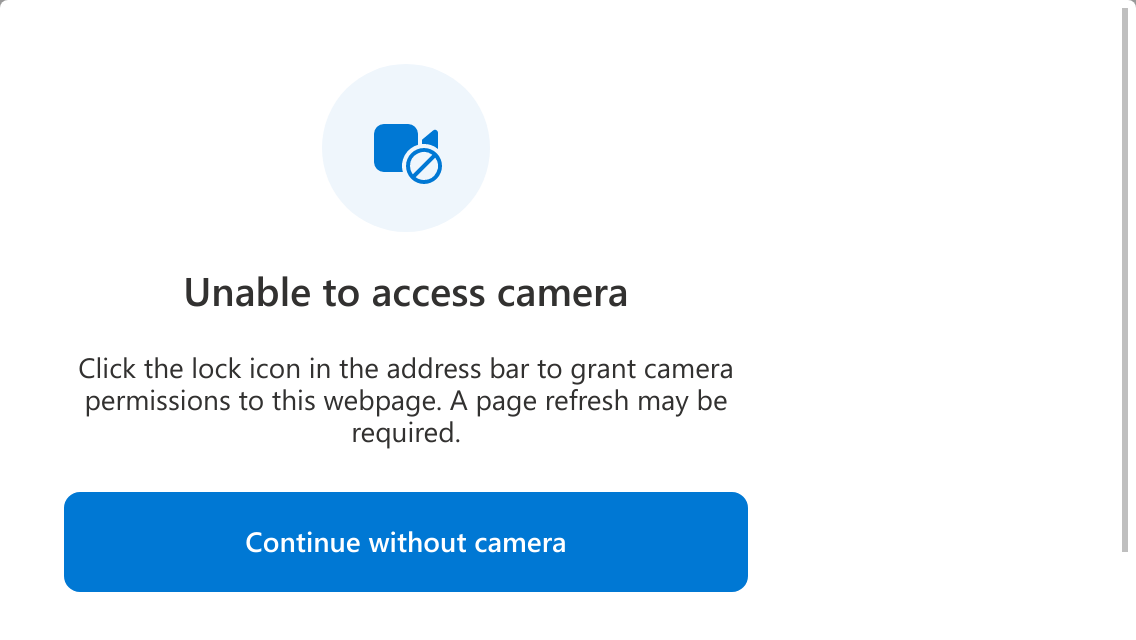 Unable to access camera
Click the lock icon in the address bar to grant camera
permissions to this webpage. A page refresh may be
required.
Continue without camera